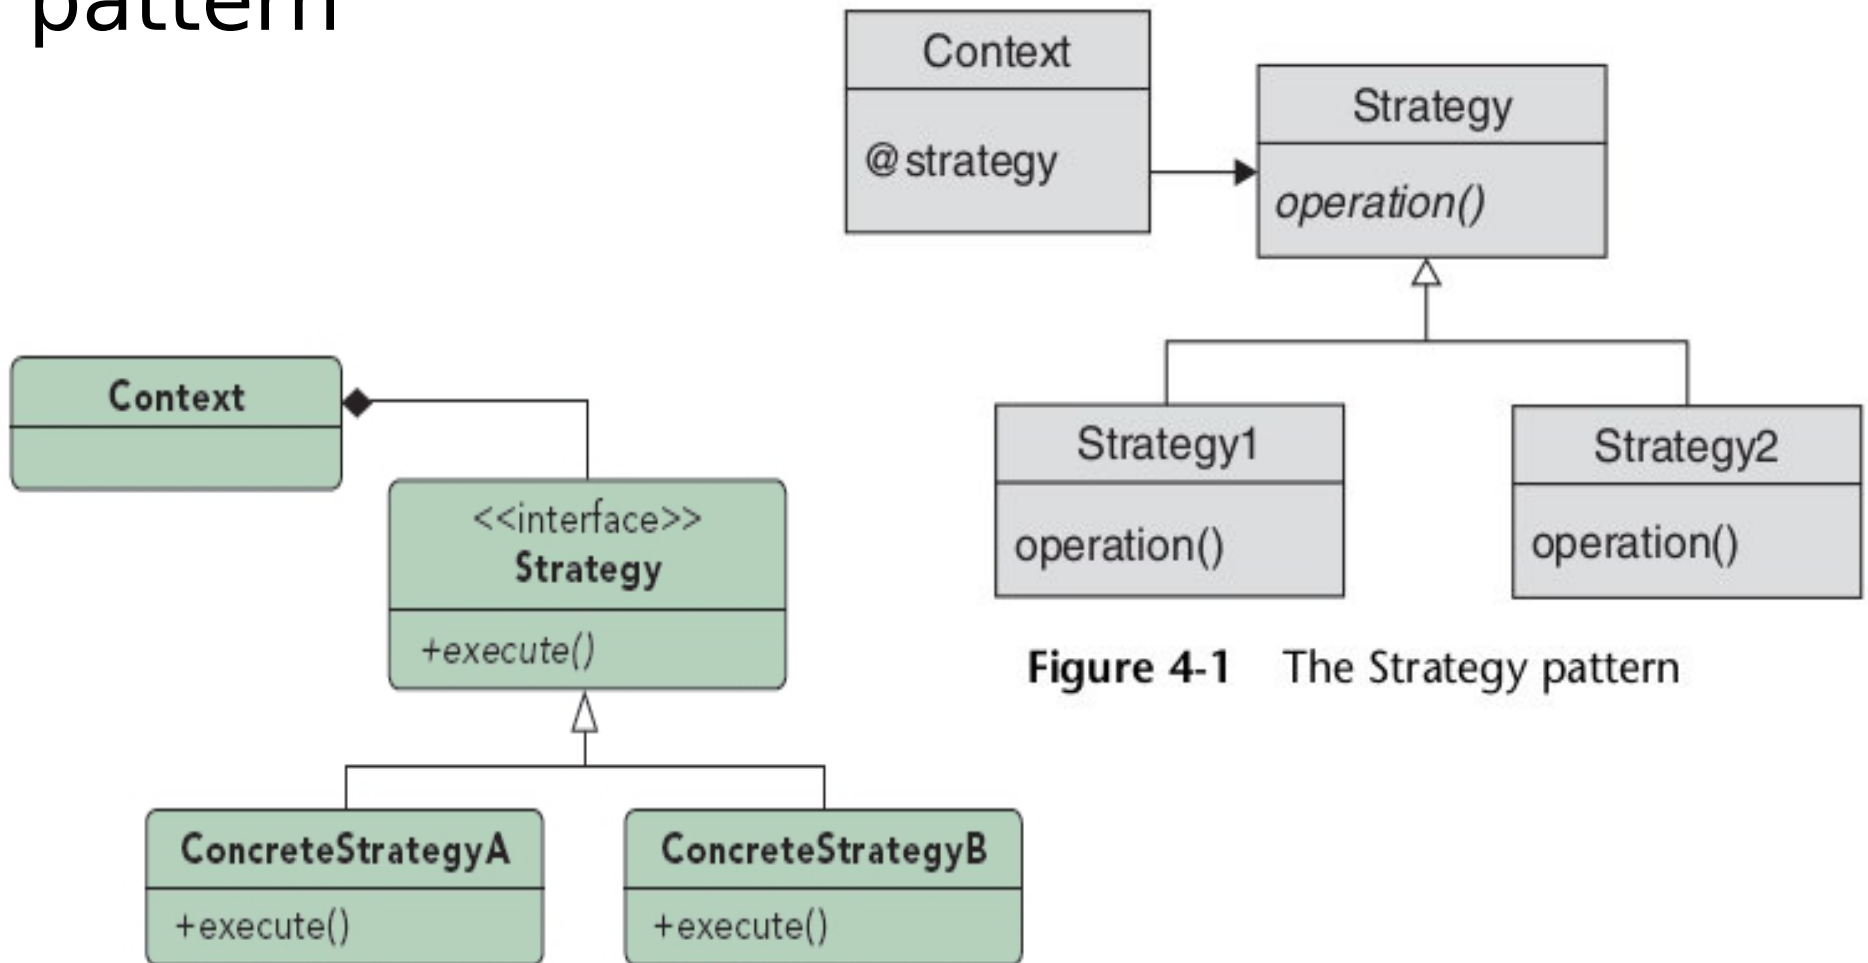 pattern
Context
@strategy
Strategy
operation()
Strategy1
operation()
Strategy2
operation()
Figure 4-1 The Strategy pattern
Context
<<interface>>
Strategy
+execute()
ConcreteStrategyA
+execute()
ConcreteStrategyB
+execute()